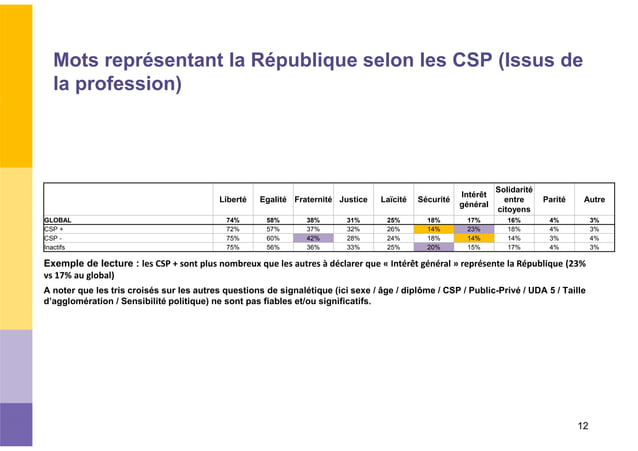 Mots représentant la République selon les CSP (Issus de
la profession)
Liberté Egalité Fraternité Justice Laïcité Sécurité Intérêt général Solidarité entre citoyens Parité Autre
GLOBAL 74% 58% 38% 31% 25% 18% 17% 16% 4% 3%
CSP + 72% 57% 37% 32% 26% 14% 23% 18% 4% 3%
CSP - 75% 60% 42% 28% 24% 18% 14% 14% 3% 4%
Inactifs 75% 56% 36% 33% 25% 20% 15% 17% 4% 3%
Exemple de lecture : les CSP + sont plus nombreux que les autres à déclarer que « Intérêt général » représente la République (23%
vs 17% au global)
A noter que les tris croisés sur les autres questions de signalétique (ici sexe / âge / diplôme / CSP / Public-Privé / UDA 5 / Taille
d'agglomération / Sensibilité politique) ne sont pas fiables et/ou significatifs.
12